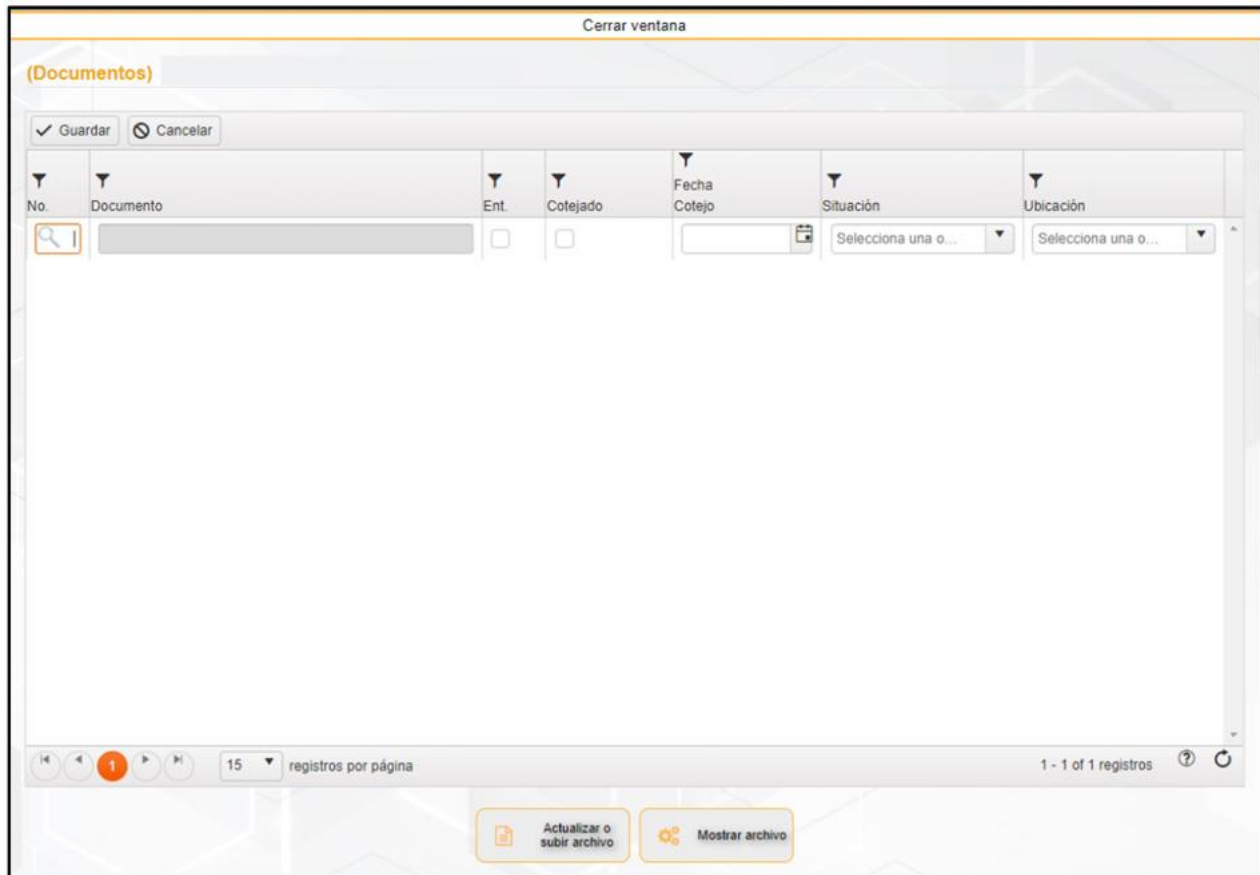 Cerrar ventana
(Documentos)
Guardar Cancelar
No. Documento Ent. Cotejado Fecha Cotejo Situación Ubicación
Selecciona una o... Selecciona una o...
1 15 registros por página 1 - 1 of 1 registros
Actualizar o
subir archivo
Mostrar archivo